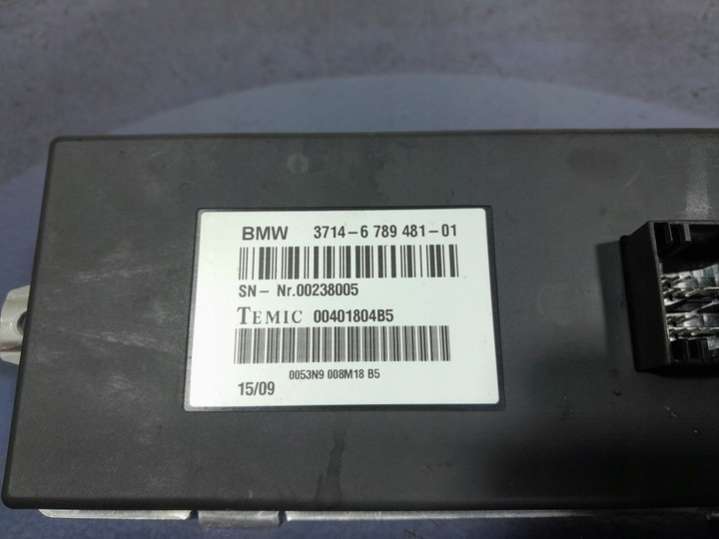 BMW 3714-6 789 481-01
SN- Nr.00238005
TEMIC 00401804B5
0053N9 008M18 B5
15/09